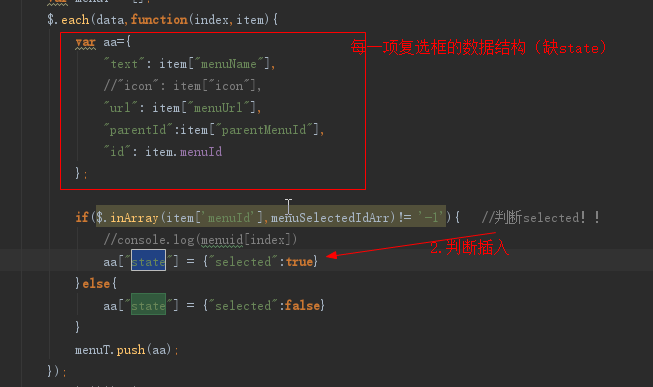 $.each(data,function(index,item){
var aa={
每一项复选框的数据结构（缺state）
"text": item["menuName"],
//"icon": item["icon"],
"url": item["menuUrl"],
"parentId":item["parentMenuId"],
"id": item.menuId
};
if($.inArray(item['menuId'],menuSelectedIdArr)!= '-1'){ //判断selected！！
//console.log(menuid[index])
2.判断插入
aa["state"] = {"selected":true}
}else{
aa["state"] = {"selected":false}
}
menuT.push(aa);
});